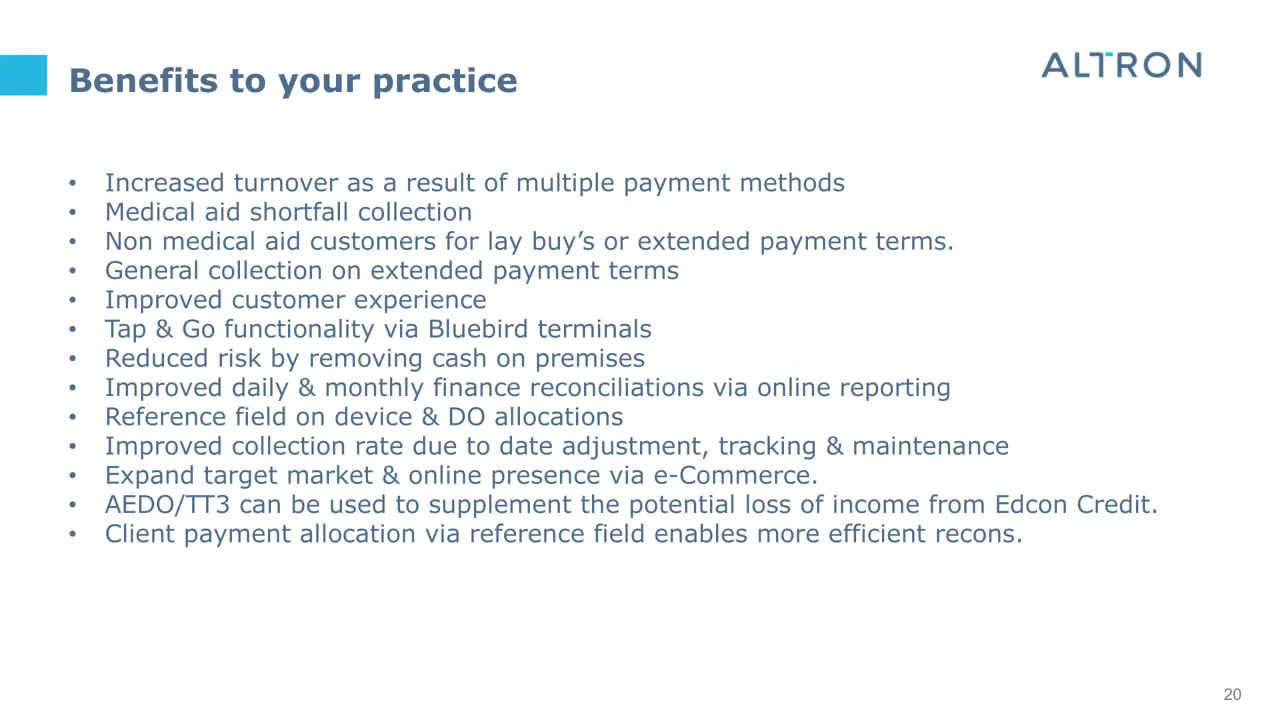 ALTRON
Benefits to your practice
• Increased turnover as a result of multiple payment methods
• Medical aid shortfall collection
• Non medical aid customers for lay buy’s or extended payment terms.
• General collection on extended payment terms
• Improved customer experience
• Tap & Go functionality via Bluebird terminals
• Reduced risk by removing cash on premises
• Improved daily & monthly finance reconciliations via online reporting
• Reference field on device & DO allocations
• Improved collection rate due to date adjustment, tracking & maintenance
• Expand target market & online presence via e-Commerce.
• AEDO/TT3 can be used to supplement the potential loss of income from Edcon Credit.
• Client payment allocation via reference field enables more efficient recons.
20